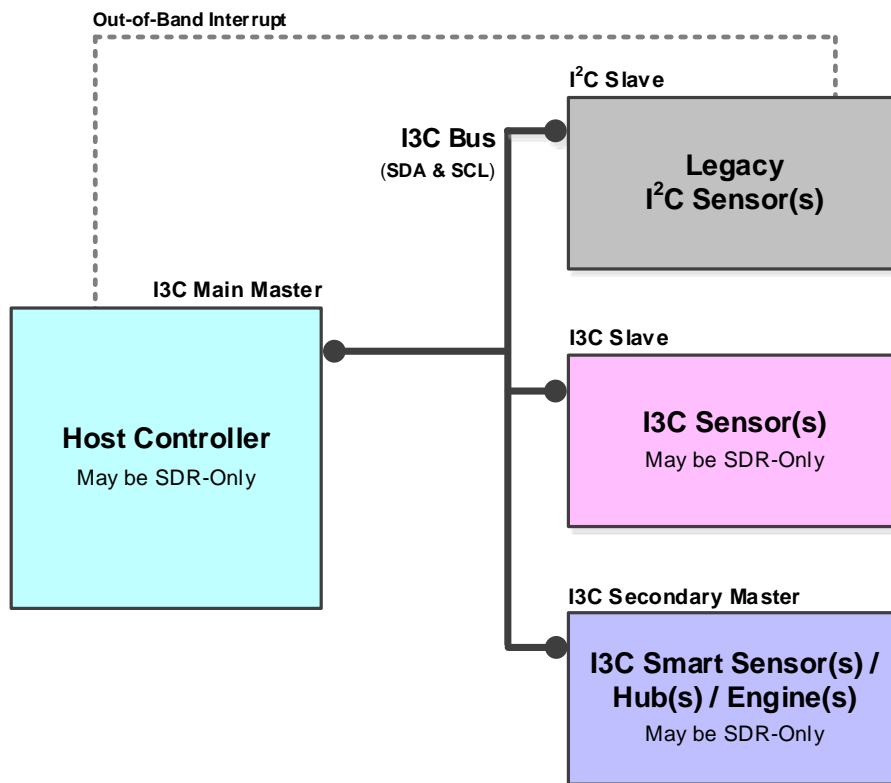 Out-of-Band Interrupt
I²C Slave
I3C Bus
(SDA & SCL)
Legacy
I²C Sensor(s)
I3C Main Master
I3C Slave
Host Controller
May be SDR-Only
I3C Sensor(s)
May be SDR-Only
I3C Secondary Master
I3C Smart Sensor(s) /
Hub(s) / Engine(s)
May be SDR-Only